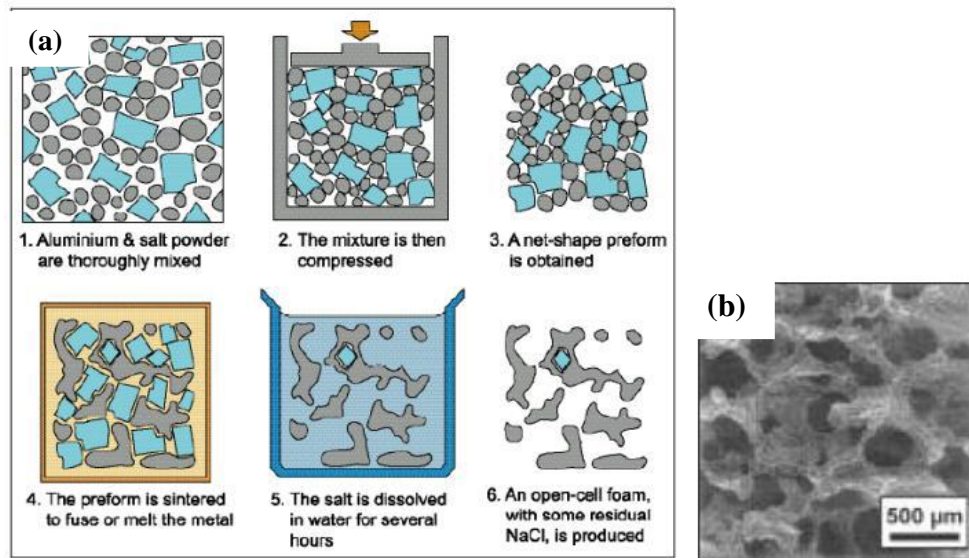 (a)
1. Aluminium & salt powder
are thoroughly mixed
2. The mixture is then
compressed
3. A net-shape preform
is obtained
4. The preform is sintered
to fuse or melt the metal
5. The salt is dissolved
in water for several
hours
6. An open-cell foam,
with some residual
NaCl, is produced
(b)
500 µm